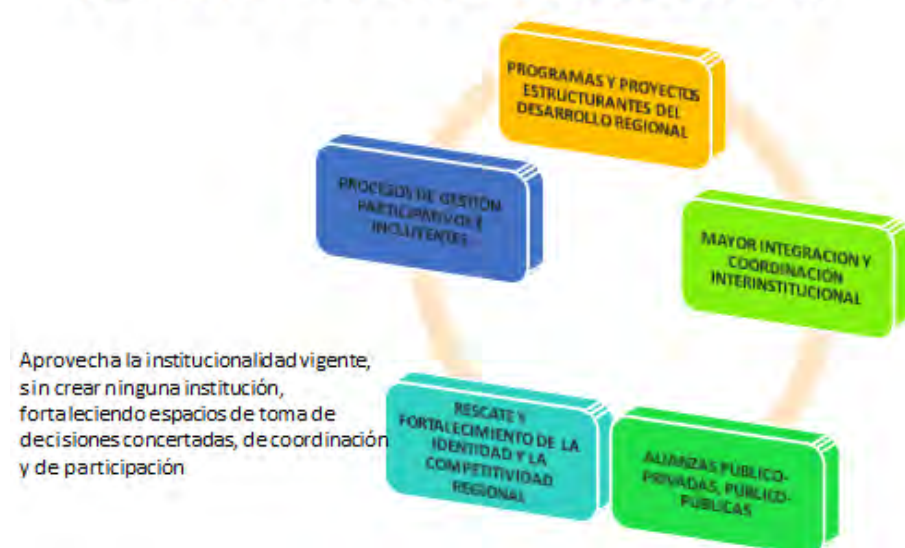 PROGRAMAS Y PROYECTOS
ESTRUCTURANTES DEL
DESARROLLO REGIONAL
MAYOR INTEGRACION Y
COORDINACIÓN
INTERINSTITUCIONAL
ALIANZAS PÚBLICO-
PRIVADAS, PÚBLICO-
PÚBLICAS
RESCATE Y
FORTALECIMIENTO DE LA
IDENTIDAD Y LA
COMPETITIVIDAD
REGIONAL
PROCESOS DE GESTIÓN
PARTICIPATIVOS E
INCLUYENTES
Aprovecha la institucionalidad vigente,
sin crear ninguna institución,
fortaleciendo espacios de toma de
decisiones concertadas, de coordinación
y de participación